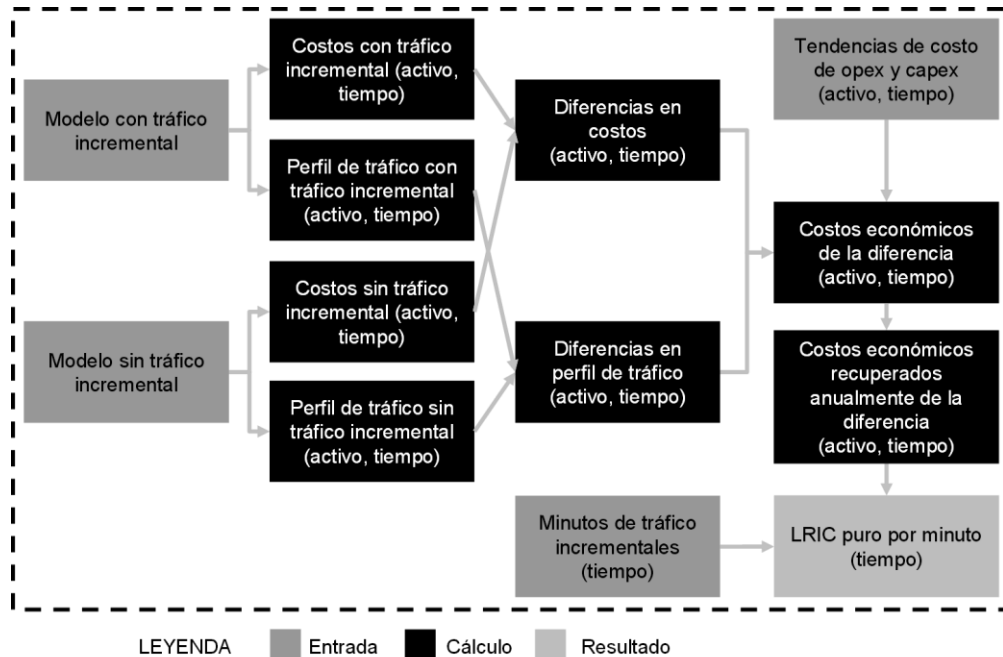 Modelo con tráfico
incremental
Modelo sin tráfico
incremental
Costos con tráfico
incremental (activo,
tiempo)
Perfil de tráfico con
tráfico incremental
(activo, tiempo)
Costos sin tráfico
incremental (activo,
tiempo)
Perfil de tráfico sin
tráfico incremental
(activo, tiempo)
Diferencias en
costos
(activo, tiempo)
Diferencias en
perfil de tráfico
(activo, tiempo)
Minutos de tráfico
incrementales
(tiempo)
Tendencias de costo
de opex y capex
(activo, tiempo)
Costos económicos
de la diferencia
(activo, tiempo)
Costos económicos
recuperados
anualmente de la
diferencia
(activo, tiempo)
LRIC puro por minuto
(tiempo)
LEYENDA
Entrada
Cálculo
Resultado